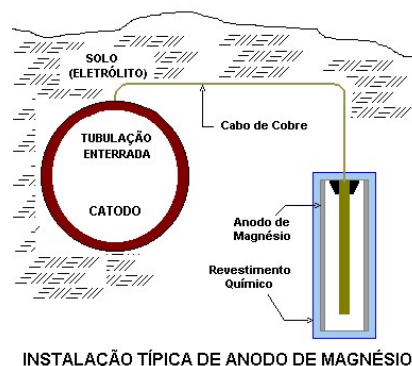 SOLO
(ELETRÓLITO)
TUBULAÇÃO
ENTERRADA
CATODO
Cabo de Cobre
Anodo de
Magnésio
Revestimento
Químico
INSTALAÇÃO TÍPICA DE ANODO DE MAGNÉSIO